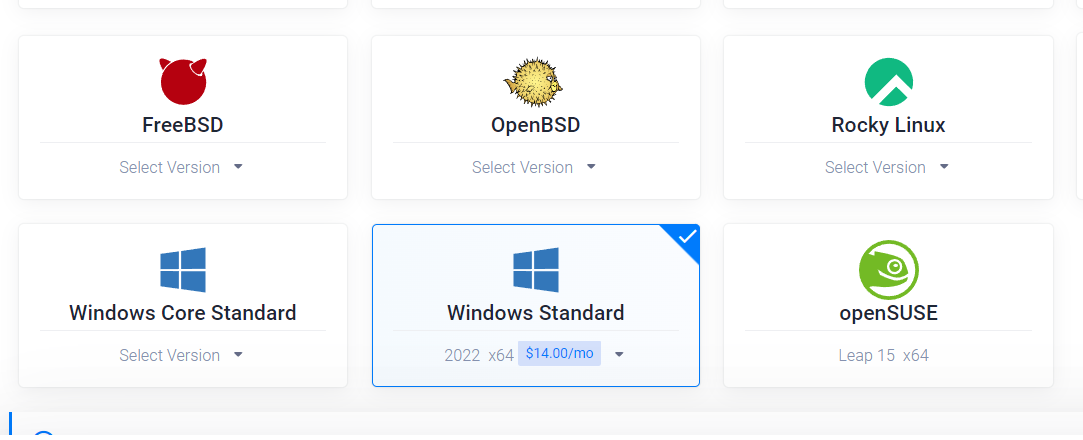 FreeBSD
OpenBSD
Rocky Linux
Select Version
Select Version
Select Version
Windows Core Standard
Windows Standard
openSUSE
Select Version
2022 x64 $14.00/mo
Leap 15 x64